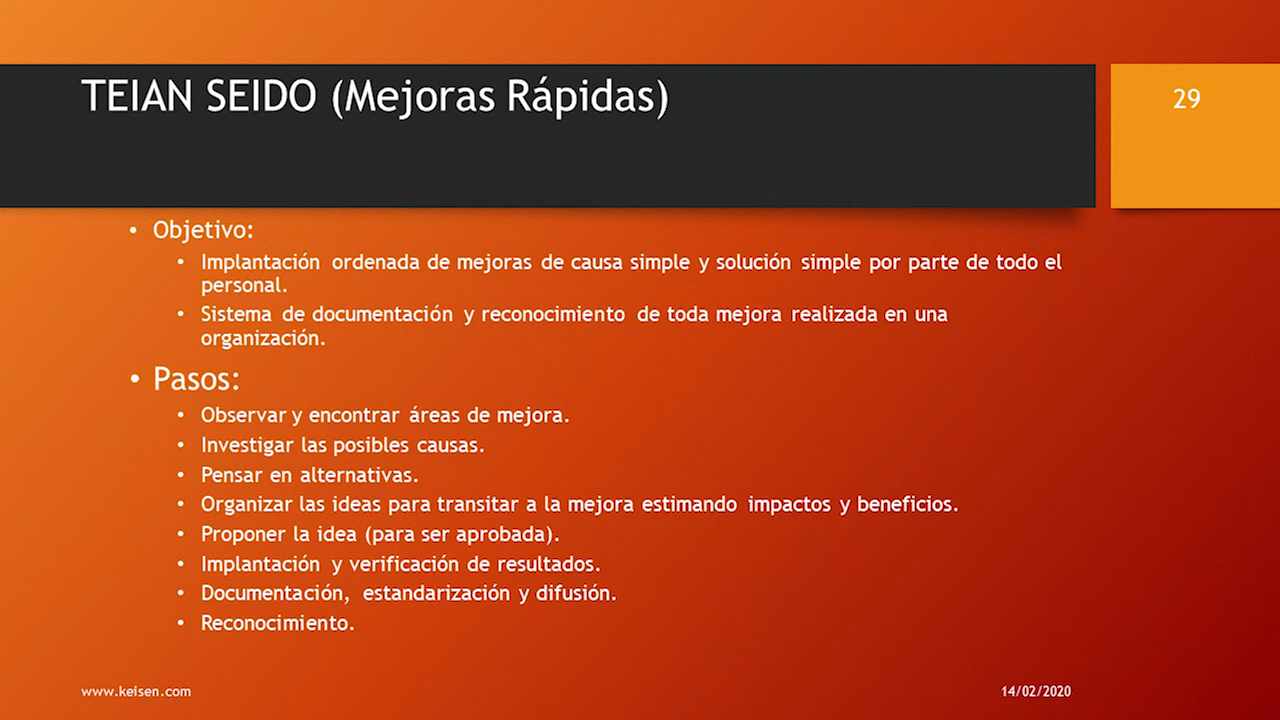 TEIAN SEIDO (Mejoras Rápidas)
29
• Objetivo:
• Implantación ordenada de mejoras de causa simple y solución simple por parte de todo el
personal.
• Sistema de documentación y reconocimiento de toda mejora realizada en una
organización.
• Pasos:
• Observar y encontrar áreas de mejora.
• Investigar las posibles causas.
• Pensar en alternativas.
• Organizar las ideas para transitar a la mejora estimando impactos y beneficios.
• Proponer la idea (para ser aprobada).
• Implantación y verificación de resultados.
• Documentación, estandarización y difusión.
• Reconocimiento.
www.keisen.com
14/02/2020